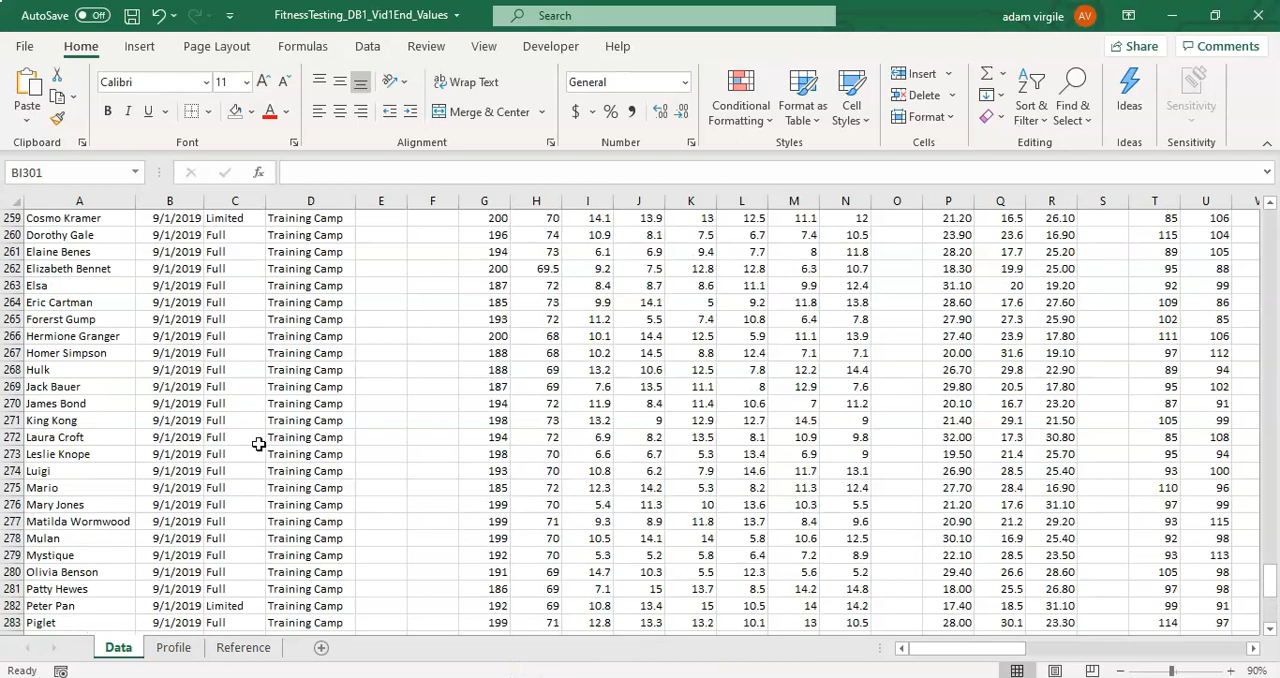 AutoSave Off FitnessTesting_DB1_Vid1End_Values Search adam virgile AV
File Home Insert Page Layout Formulas Data Review View Developer Help Share Comments
Paste Calibri 11 Wrap Text General Conditional Formatting Format as Table Cell Styles Insert Sort & Filter Find & Select Ideas Sensitivity
B I U Merge & Center $ % Delete Format
Clipboard Font Alignment Number Styles Cells Editing Ideas Sensitivity
BI301 fx
A B C D E F G H I J K L M N O P Q R S T U
259 Cosmo Kramer 9/1/2019 Limited Training Camp 200 70 14.1 13.9 13 12.5 11.1 12 21.20 16.5 26.10 85 106
260 Dorothy Gale 9/1/2019 Full Training Camp 196 74 10.9 8.1 7.5 6.7 7.4 10.5 23.90 23.6 16.90 115 104
261 Elaine Benes 9/1/2019 Full Training Camp 194 73 6.1 6.9 9.4 7.7 8 11.8 28.20 17.7 25.20 89 105
262 Elizabeth Bennet 9/1/2019 Full Training Camp 200 69.5 9.2 7.5 12.8 12.8 6.3 10.7 18.30 19.9 25.00 95 88
263 Elsa 9/1/2019 Full Training Camp 187 72 8.4 8.7 8.6 11.1 9.9 12.4 31.10 20 19.20 92 99
264 Eric Cartman 9/1/2019 Full Training Camp 185 73 9.9 14.1 5 9.2 11.8 13.8 28.60 17.6 27.60 109 86
265 Forerst Gump 9/1/2019 Full Training Camp 193 72 11.2 5.5 7.4 10.8 6.4 7.8 27.20 23.5 25.90 102 85
266 Hermione Granger 9/1/2019 Full Training Camp 200 68 10.1 14.4 12.5 5.9 11.1 13.9 27.40 23.9 17.80 111 106
267 Homer Simpson 9/1/2019 Full Training Camp 188 68 10.2 14.5 8.8 12.4 7.1 7.1 20.00 31.6 19.10 97 112
268 Hulk 9/1/2019 Full Training Camp 188 69 13.2 10.6 12.5 7.8 12.2 14.4 26.70 29.8 22.90 89 94
269 Jack Bauer 9/1/2019 Full Training Camp 187 69 7.6 13.5 11.1 8 12.9 7.6 29.80 20.5 17.80 95 102
270 James Bond 9/1/2019 Full Training Camp 194 72 11.9 8.4 11.4 10.6 7 11.2 20.10 16.7 23.20 87 91
271 King Kong 9/1/2019 Full Training Camp 198 73 13.2 9 12.9 12.7 14.5 9 21.40 29.1 21.50 105 99
272 Laura Croft 9/1/2019 Full Training Camp 194 72 6.9 8.2 13.5 8.1 10.9 9.8 32.00 17.3 30.80 85 108
273 Leslie Knope 9/1/2019 Full Training Camp 198 70 6.6 6.7 5.3 13.4 6.9 9 19.50 21.4 25.70 95 94
274 Luigi 9/1/2019 Full Training Camp 193 70 10.8 6.2 7.9 14.6 11.7 13.1 26.90 28.5 25.40 93 100
275 Mario 9/1/2019 Full Training Camp 185 72 12.3 14.2 5.3 8.2 11.3 12.4 27.70 28.4 16.90 110 96
276 Mary Jones 9/1/2019 Full Training Camp 199 70 5.4 11.3 10 13.6 10.3 5.5 21.20 17.6 31.10 97 99
277 Matilda Wormwood 9/1/2019 Full Training Camp 199 71 9.3 8.9 11.8 13.7 8.4 9.6 20.90 21.2 29.20 93 115
278 Mulan 9/1/2019 Full Training Camp 199 70 10.5 14.1 14 5.8 10.6 12.5 30.10 16.9 25.40 92 98
279 Mystique 9/1/2019 Full Training Camp 192 70 5.3 5.2 5.8 6.4 7.2 8.9 22.10 28.5 23.50 93 113
280 Olivia Benson 9/1/2019 Full Training Camp 191 69 14.7 10.3 5.5 12.3 5.6 5.2 29.40 26.6 28.60 105 98
281 Patty Hewes 9/1/2019 Full Training Camp 186 69 7.1 15 13.7 8.5 14.2 14.8 18.00 25.5 26.80 97 98
282 Peter Pan 9/1/2019 Limited Training Camp 192 69 10.8 13.4 15 10.5 14 14.2 17.40 18.5 31.10 99 91
283 Piglet 9/1/2019 Full Training Camp 199 71 12.8 13.3 13.2 10.1 13 10.5 28.00 30.1 23.30 114 97
Data Profile Reference
Ready 90%